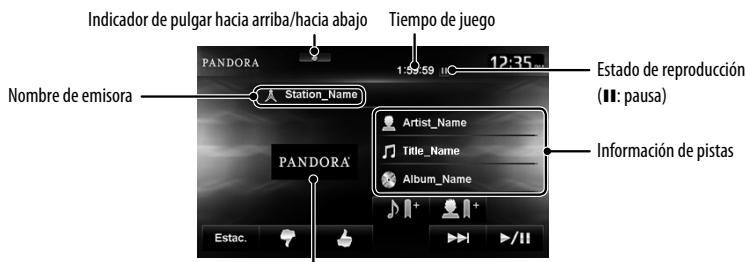 Indicador de pulgar hacia arriba/hacia abajo
Tiempo de juego
PANDORA
1:59:59
12:35
Estado de reproducción
(II: pausa)
Nombre de emisora
Station_Name
Artist_Name
Title_Name
Información de pistas
PANDORA
Album_Name
Estac.